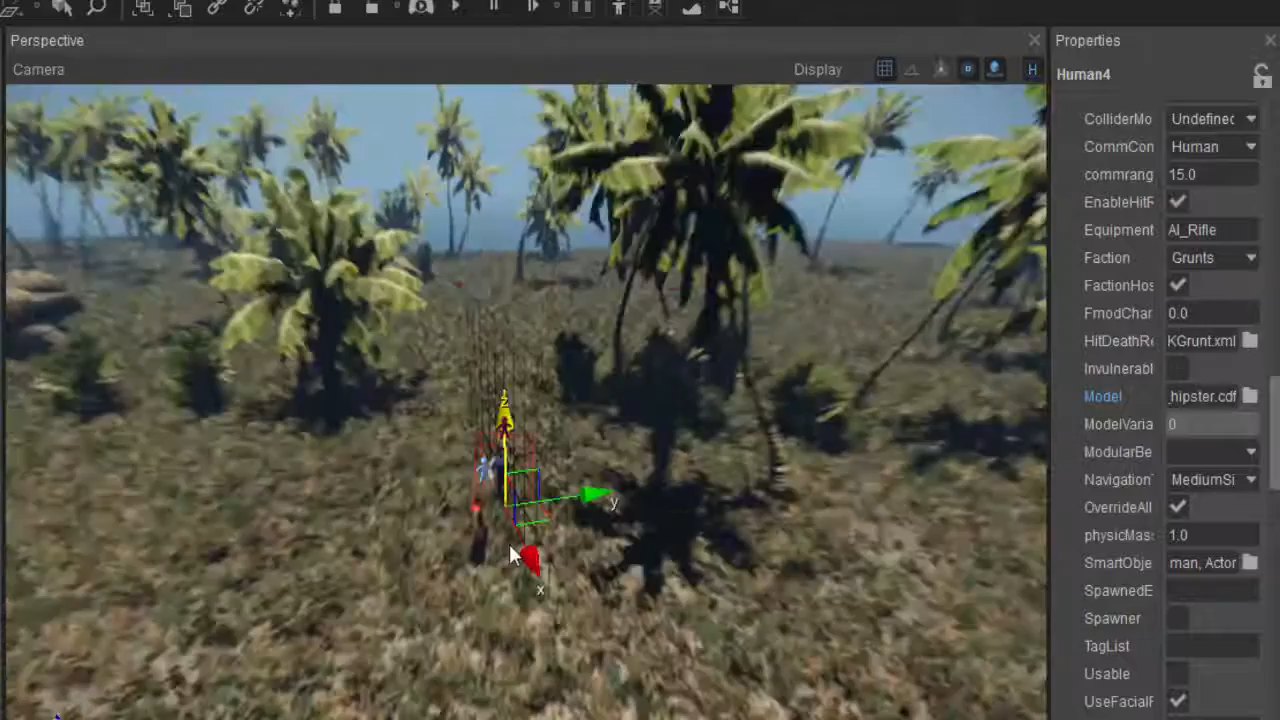 Perspective
Properties
Camera
Display
H
Human4
ColliderMo Undefinec
CommCon Human
commrang 15.0
EnableHitF
Equipment AI_Rifle
Faction Grunts
FactionHos
FmodChar 0.0
HitDeathRe KGrunt.xml
Invulnerabl
Model _hipster.cdf
ModelVaria 0
ModularBe
Navigation MediumSi
OverrideAll
physicMas 1.0
SmartObje man, Actor
SpawnedE
Spawner
TagList
Usable
UseFacialF
z
y
x